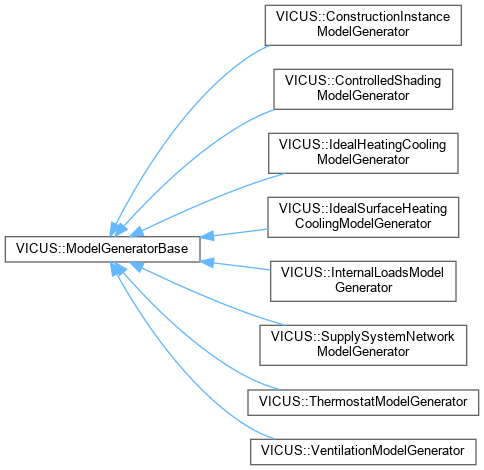 VICUS::ConstructionInstance
ModelGenerator
VICUS::ControlledShading
ModelGenerator
VICUS::IdealHeatingCooling
ModelGenerator
VICUS::IdealSurfaceHeating
CoolingModelGenerator
VICUS::ModelGeneratorBase
VICUS::InternalLoadsModel
Generator
VICUS::SupplySystemNetwork
ModelGenerator
VICUS::ThermostatModelGenerator
VICUS::VentilationModelGenerator